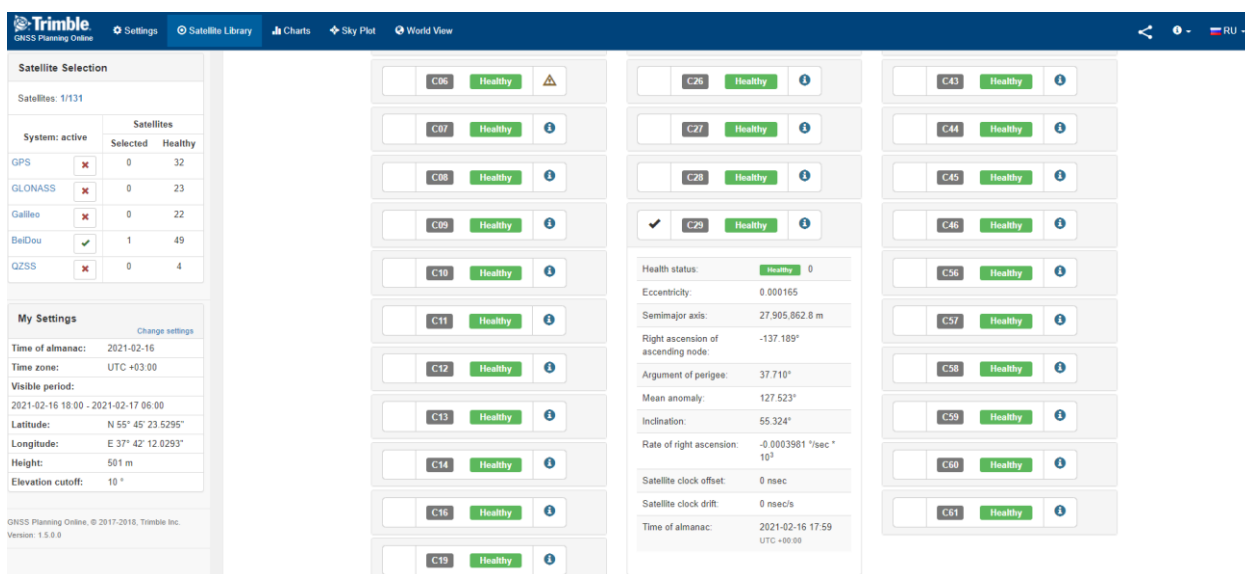 Trimble.
GNSS Planning Online
Settings
Satellite Library
Charts
Sky Plot
World View
RU
Satellite Selection
Satellites: 1/131
System: active
Satellites
Selected
Healthy
GPS 0 32
GLONASS 0 23
Galileo 0 22
BeiDou 1 49
QZSS 0 4
My Settings
Change settings
Time of almanac: 2021-02-16
Time zone: UTC +03:00
Visible period:
2021-02-16 18:00 - 2021-02-17 06:00
Latitude: N 55° 45' 23.5295"
Longitude: E 37° 42' 12.0293"
Height: 501 m
Elevation cutoff: 10 °
GNSS Planning Online, © 2017-2018, Trimble Inc.
Version: 1.5.0.0
C06 Healthy
C07 Healthy
C08 Healthy
C09 Healthy
C10 Healthy
C11 Healthy
C12 Healthy
C13 Healthy
C14 Healthy
C16 Healthy
C19 Healthy
C26 Healthy
C27 Healthy
C28 Healthy
C29 Healthy
Health status: Healthy 0
Eccentricity: 0.000165
Semimajor axis: 27,905,862.8 m
Right ascension of
ascending node: -137.189°
Argument of perigee: 37.710°
Mean anomaly: 127.523°
Inclination: 55.324°
Rate of right ascension: -0.0003981 °/sec *
10³
Satellite clock offset: 0 nsec
Satellite clock drift: 0 nsec/s
Time of almanac: 2021-02-16 17:59
UTC +00:00
C43 Healthy
C44 Healthy
C45 Healthy
C46 Healthy
C56 Healthy
C57 Healthy
C58 Healthy
C59 Healthy
C60 Healthy
C61 Healthy